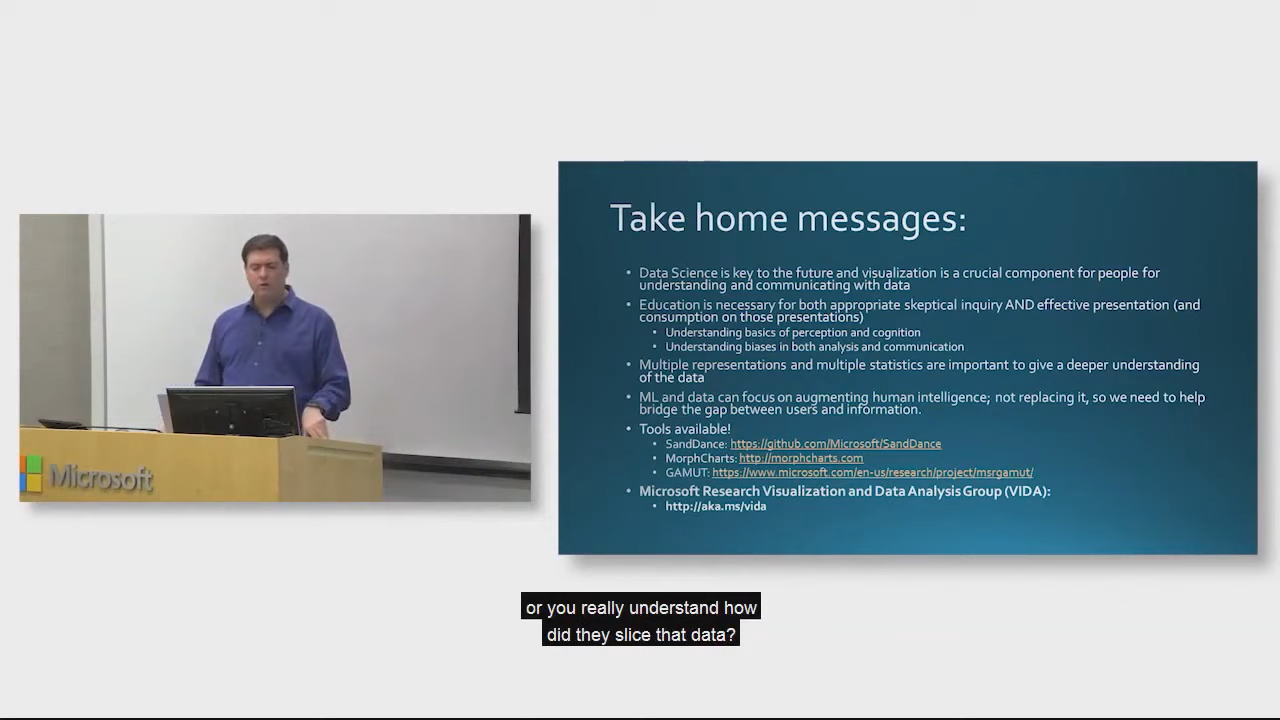 Take home messages:
• Data Science is key to the future and visualization is a crucial component for people for
understanding and communicating with data
• Education is necessary for both appropriate skeptical inquiry AND effective presentation (and
consumption on those presentations)
• Understanding basics of perception and cognition
• Understanding biases in both analysis and communication
• Multiple representations and multiple statistics are important to give a deeper understanding
of the data
• ML and data can focus on augmenting human intelligence; not replacing it, so we need to help
bridge the gap between users and information.
• Tools available!
• SandDance: https://github.com/Microsoft/SandDance
• MorphCharts: http://morphcharts.com
• GAMUT: https://www.microsoft.com/en-us/research/project/msrgamut/
• Microsoft Research Visualization and Data Analysis Group (VIDA):
• http://aka.ms/vida
Microsoft
or you really understand how
did they slice that data?